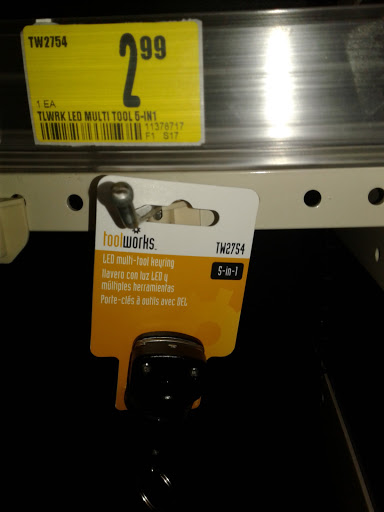 TW2754
2.99
1 EA
TLWRK LED MULTI TOOL 5-IN1
11376717
F1 G17
toolworks
TW2754
LED multi-tool keyring
5-in-1
llavero con luz LED y
múltiples herramientas
Porte-clés à outils avec DEL